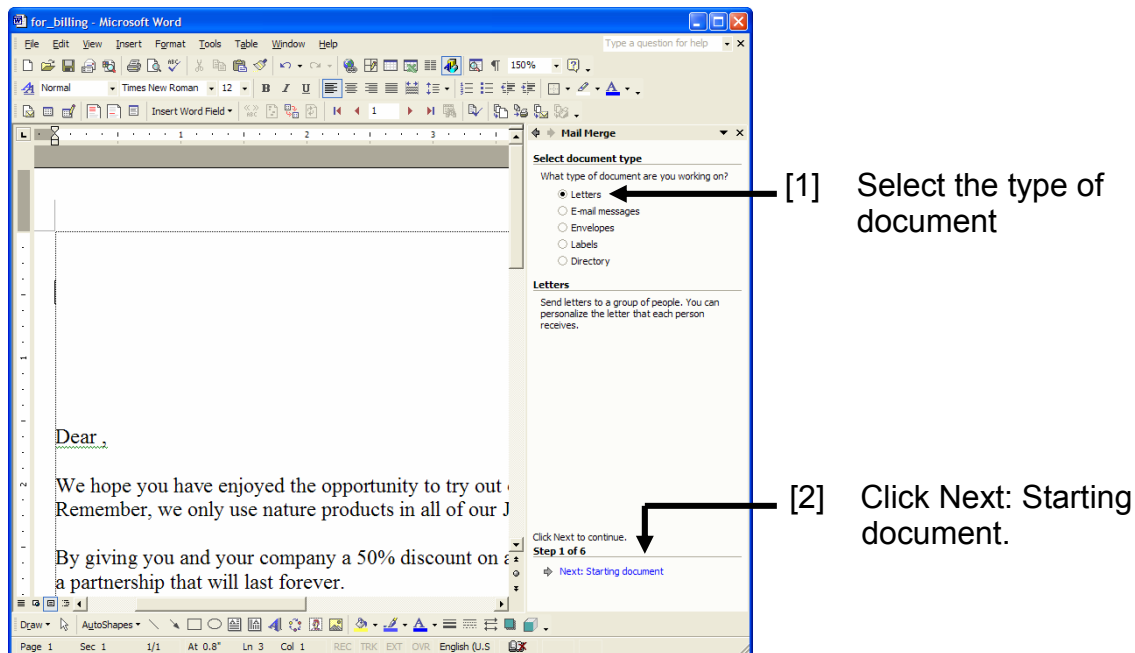 for_billing - Microsoft Word
File Edit View Insert Format Tools Table Window Help Type a question for help
150%
Normal Times New Roman 12 B I U
Insert Word Field 1
1 2 3
Mail Merge
Select document type
What type of document are you working on?
Letters
E-mail messages
Envelopes
Labels
Directory
[1] Select the type of
document
Letters
Send letters to a group of people. You can
personalize the letter that each person
receives.
Dear ,
We hope you have enjoyed the opportunity to try out
Remember, we only use nature products in all of our J
By giving you and your company a 50% discount on a
a partnership that will last forever.
[2] Click Next: Starting
document.
Click Next to continue.
Step 1 of 6
Next: Starting document
Draw AutoShapes
Page 1 Sec 1 1/1 At 0.8" Ln 3 Col 1 REC TRK EXT OVR English (U.S